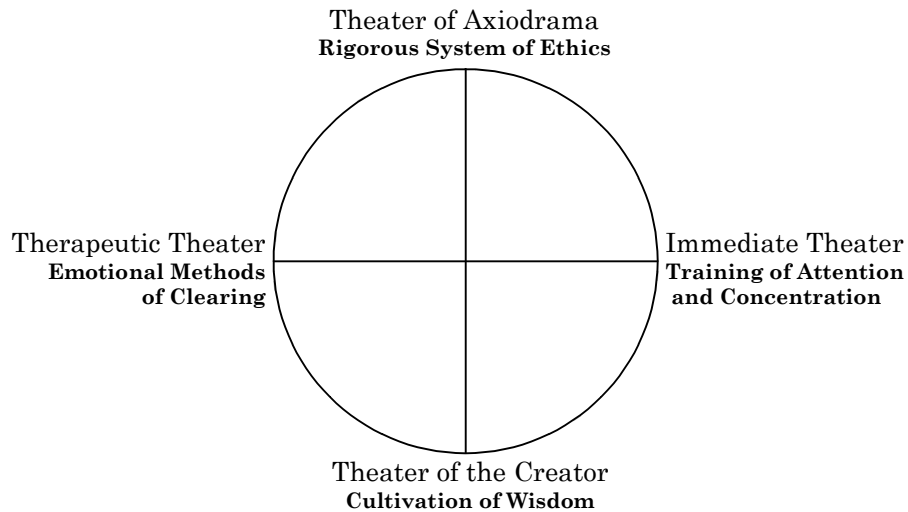 Theater of Axiodrama
Rigorous System of Ethics
Therapeutic Theater
Emotional Methods
of Clearing
Immediate Theater
Training of Attention
and Concentration
Theater of the Creator
Cultivation of Wisdom